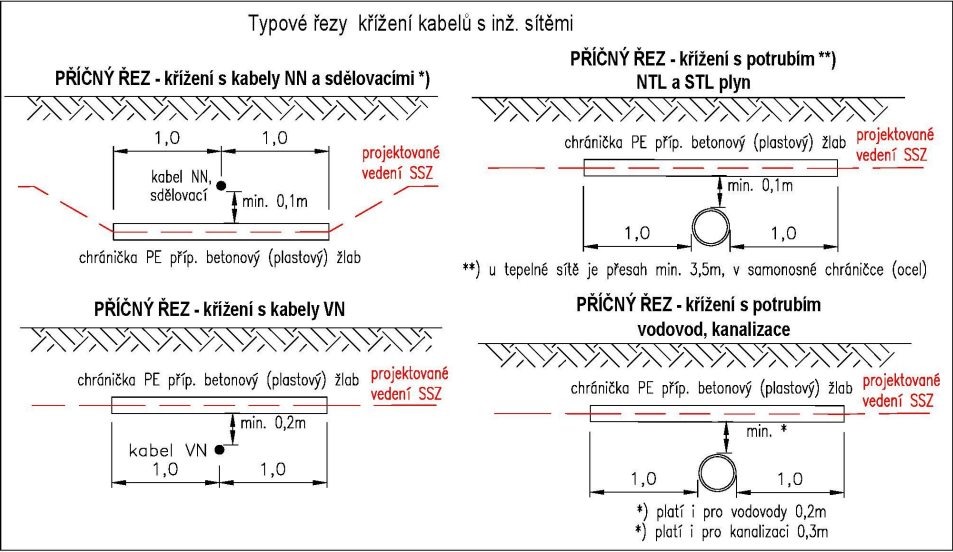 Typové řezy křížení kabelů s inž. sítěmi
PŘÍČNÝ ŘEZ - křížení s kabely NN a sdělovacími *)
1,0
1,0
projektované
vedení SSZ
kabel NN,
sdělovací
min. 0,1m
chránička PE příp. betonový (plastový) žlab
PŘÍČNÝ ŘEZ - křížení s potrubím **)
NTL a STL plyn
chránička PE příp. betonový (plastový) žlab
projektované
vedení SSZ
min. 0,1m
1,0
1,0
**) u tepelné sítě je přesah min. 3,5m, v samonosné chráničce (ocel)
PŘÍČNÝ ŘEZ - křížení s kabely VN
chránička PE příp. betonový (plastový) žlab
projektované
vedení SSZ
min. 0,2m
kabel VN
1,0
1,0
PŘÍČNÝ ŘEZ - křížení s potrubím
vodovod, kanalizace
chránička PE příp. betonový (plastový) žlab
projektované
vedení SSZ
min. *
1,0
1,0
*) platí i pro vodovody 0,2m
*) platí i pro kanalizaci 0,3m